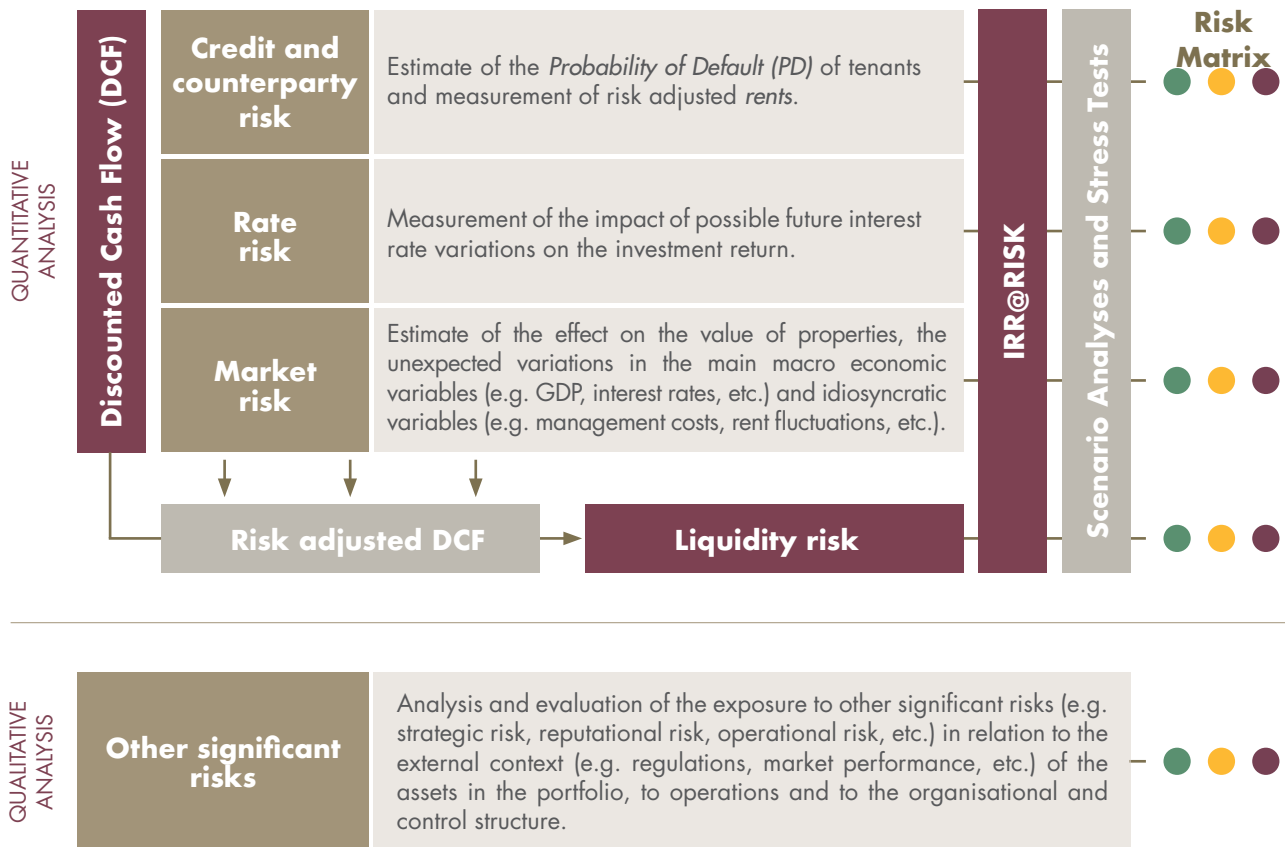 QUANTITATIVE
ANALYSIS
Discounted Cash Flow (DCF)
Credit and
counterparty
risk
Estimate of the Probability of Default (PD) of tenants
and measurement of risk adjusted rents.
Rate
risk
Measurement of the impact of possible future interest
rate variations on the investment return.
Market
risk
Estimate of the effect on the value of properties, the
unexpected variations in the main macro economic
variables (e.g. GDP, interest rates, etc.) and idiosyncratic
variables (e.g. management costs, rent fluctuations, etc.).
Risk adjusted DCF
Liquidity risk
IRR@RISK
Scenario Analyses and Stress Tests
Risk
Matrix
QUALITATIVE
ANALYSIS
Other significant
risks
Analysis and evaluation of the exposure to other significant risks (e.g.
strategic risk, reputational risk, operational risk, etc.) in relation to the
external context (e.g. regulations, market performance, etc.) of the
assets in the portfolio, to operations and to the organisational and
control structure.